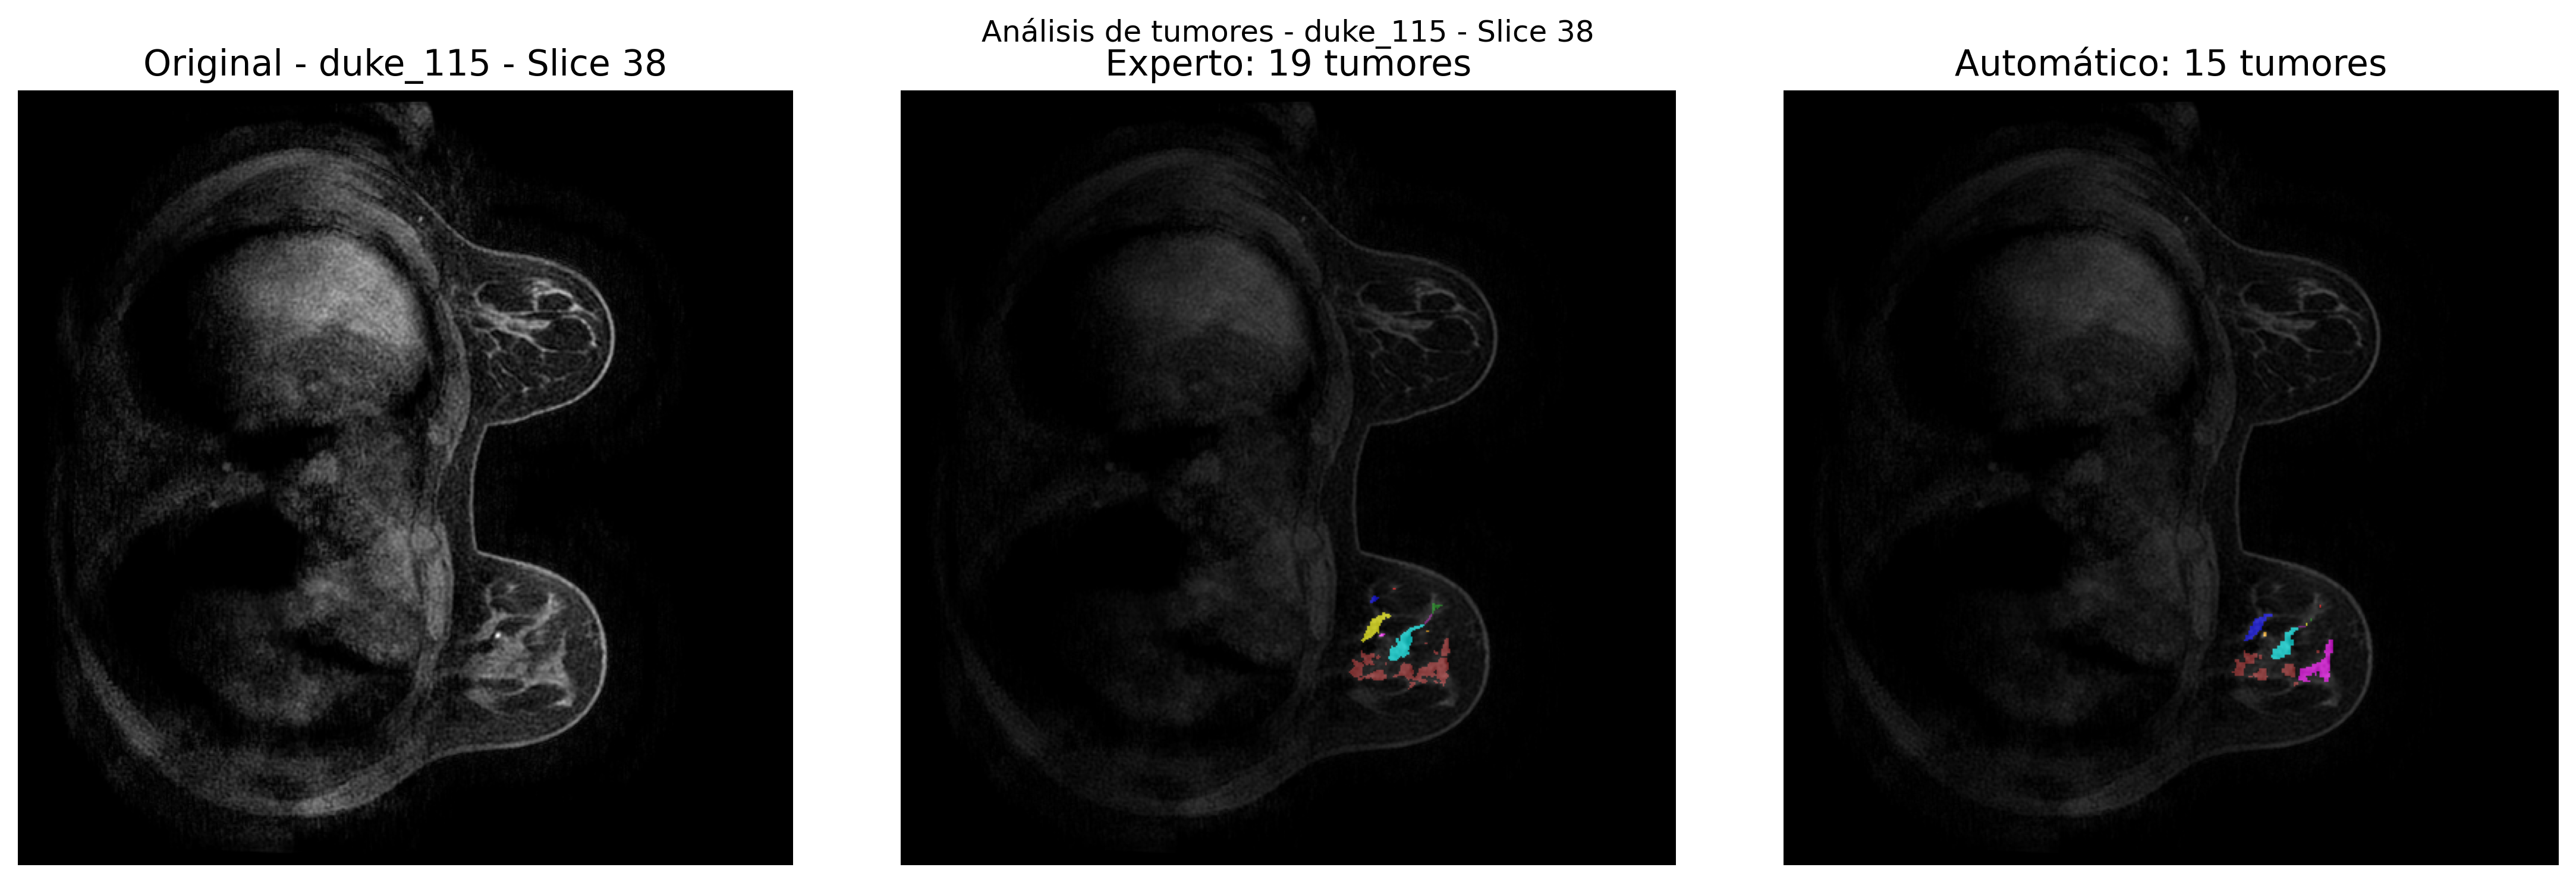 Análisis de tumores - duke_115 - Slice 38
Original - duke_115 - Slice 38
Experto: 19 tumores
Automático: 15 tumores